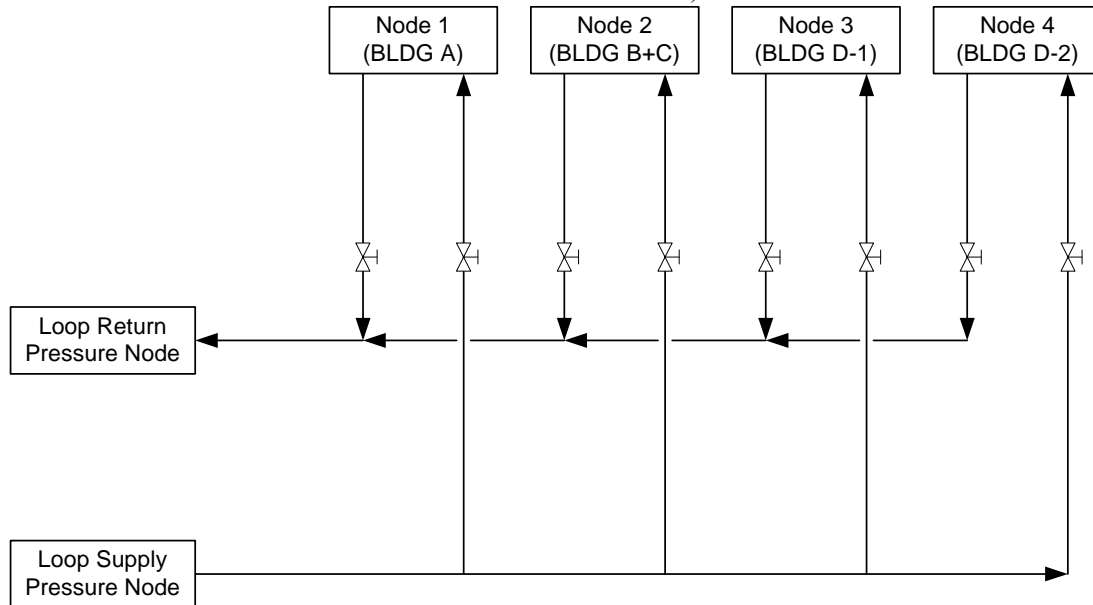 Node 1
(BLDG A)
Node 2
(BLDG B+C)
Node 3
(BLDG D-1)
Node 4
(BLDG D-2)
Loop Return
Pressure Node
Loop Supply
Pressure Node